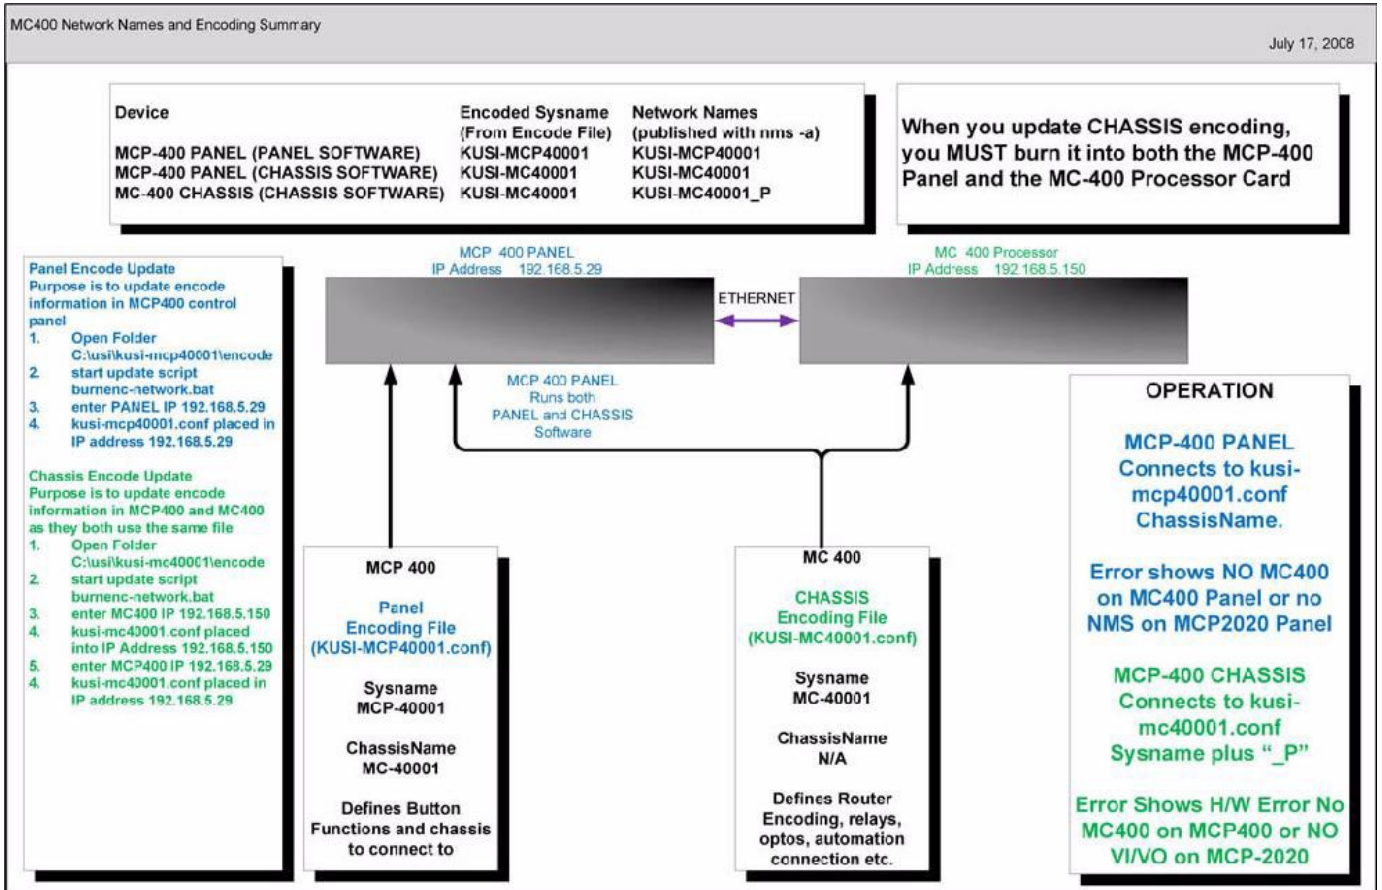 MC400 Network Names and Encoding Summary
July 17, 2008
Device Encoded Sysname Network Names
(From Encode File) (published with nms -a)
MCP-400 PANEL (PANEL SOFTWARE) KUSI-MCP40001 KUSI-MCP40001
MCP-400 PANEL (CHASSIS SOFTWARE) KUSI-MC40001 KUSI-MC40001
MC-400 CHASSIS (CHASSIS SOFTWARE) KUSI-MC40001 KUSI-MC40001_P
When you update CHASSIS encoding,
you MUST burn it into both the MCP-400
Panel and the MC-400 Processor Card
Panel Encode Update
Purpose is to update encode
information in MCP400 control
panel
1. Open Folder
C:\usi\kusi-mcp40001\encode
2. start update script
burnenc-network.bat
3. enter PANEL IP 192.168.5.29
4. kusi-mcp40001.conf placed in
IP address 192.168.5.29
Chassis Encode Update
Purpose is to update encode
information in MCP400 and MC400
as they both use the same file
1. Open Folder
C:\usi\kusi-mc40001\encode
2. start update script
burnenc-network.bat
3. enter MC400 IP 192.168.5.150
4. kusi-mc40001.conf placed
into IP Address 192.168.5.150
5. enter MCP400 IP 192.168.5.29
4. kusi-mc40001.conf placed in
IP address 192.168.5.29
MCP 400 PANEL
IP Address 192.168.5.29
ETHERNET
MC 400 Processor
IP Address 192.168.5.150
MCP 400 PANEL
Runs both
PANEL and CHASSIS
Software
MCP 400
Panel
Encoding File
(KUSI-MCP40001.conf)
Sysname
MCP-40001
ChassisName
MC-40001
Defines Button
Functions and chassis
to connect to
MC 400
CHASSIS
Encoding File
(KUSI-MC40001.conf)
Sysname
MC-40001
ChassisName
N/A
Defines Router
Encoding, relays,
optos, automation
connection etc.
OPERATION
MCP-400 PANEL
Connects to kusi-
mcp40001.conf
ChassisName.
Error shows NO MC400
on MC400 Panel or no
NMS on MCP2020 Panel
MCP-400 CHASSIS
Connects to kusi-
mc40001.conf
Sysname plus “_P”
Error Shows H/W Error No
MC400 on MCP400 or NO
VI/VO on MCP-2020